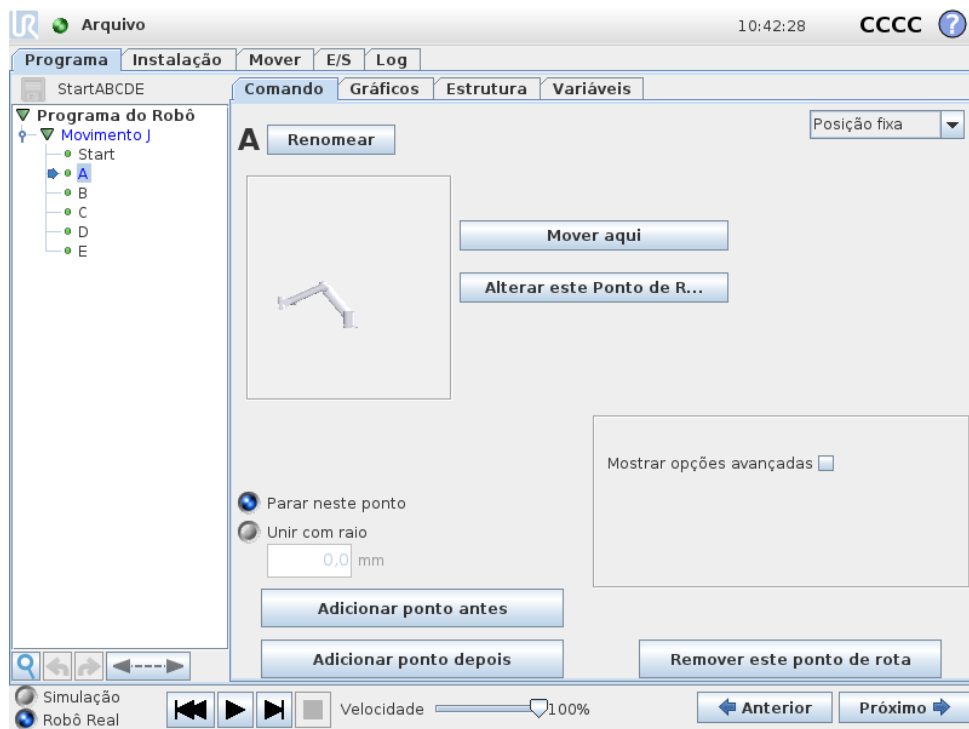 UR Arquivo 10:42:28 CCCC ?
Programa Instalação Mover E/S Log
StartABCDE Comando Gráficos Estrutura Variáveis
Programa do Robô
Movimento J
Start
A
B
C
D
E
A Renomear Posição fixa
Mover aqui
Alterar este Ponto de R...
Mostrar opções avançadas
Parar neste ponto
Unir com raio
0,0 mm
Adicionar ponto antes
Adicionar ponto depois Remover este ponto de rota
Simulação
Robô Real
Velocidade 100% Anterior Próximo